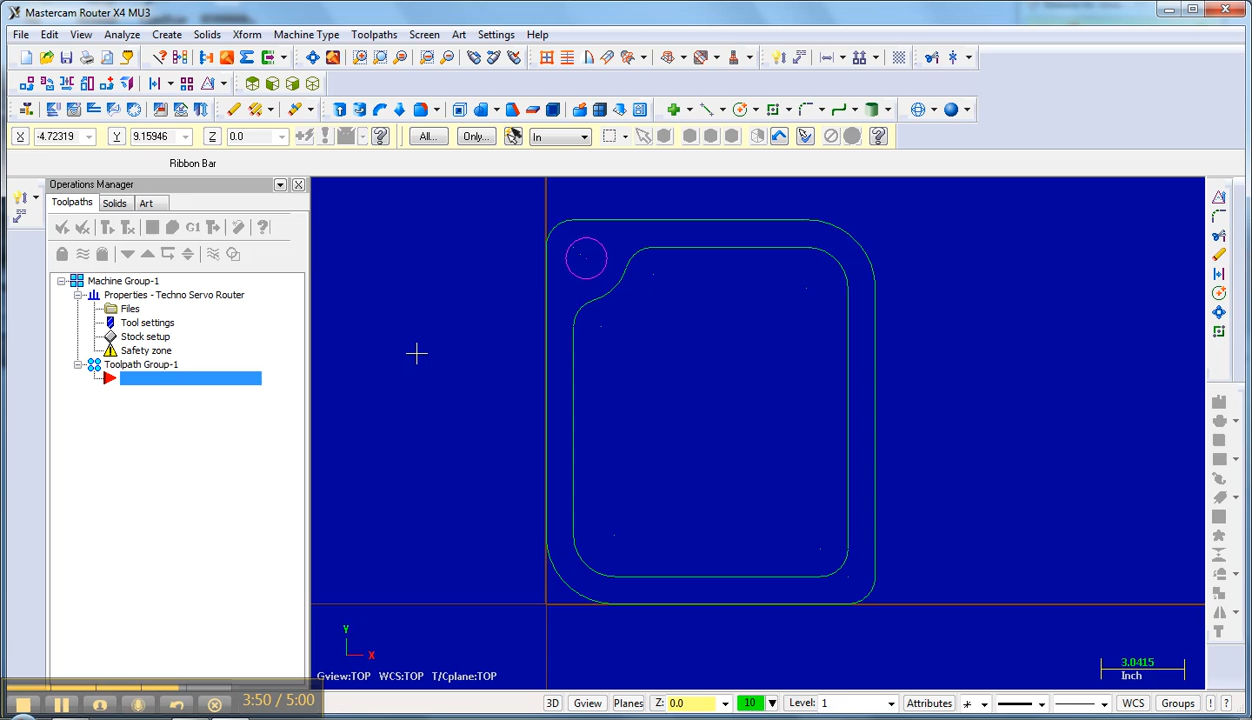 Mastercam Router X4 MU3
File Edit View Analyze Create Solids Xform Machine Type Toolpaths Screen Art Settings Help
X -4.72319 Y 9.15946 Z 0.0 All... Only... In
Ribbon Bar
Operations Manager
Toolpaths Solids Art
G1
Machine Group-1
Properties - Techno Servo Router
Files
Tool settings
Stock setup
Safety zone
Toolpath Group-1
Y
X
Gview:TOP WCS:TOP T/Cplane:TOP
3.0415
Inch
3:50 / 5:00
3D Gview Planes Z: 0.0 10 Level: 1 Attributes WCS Groups ! ?